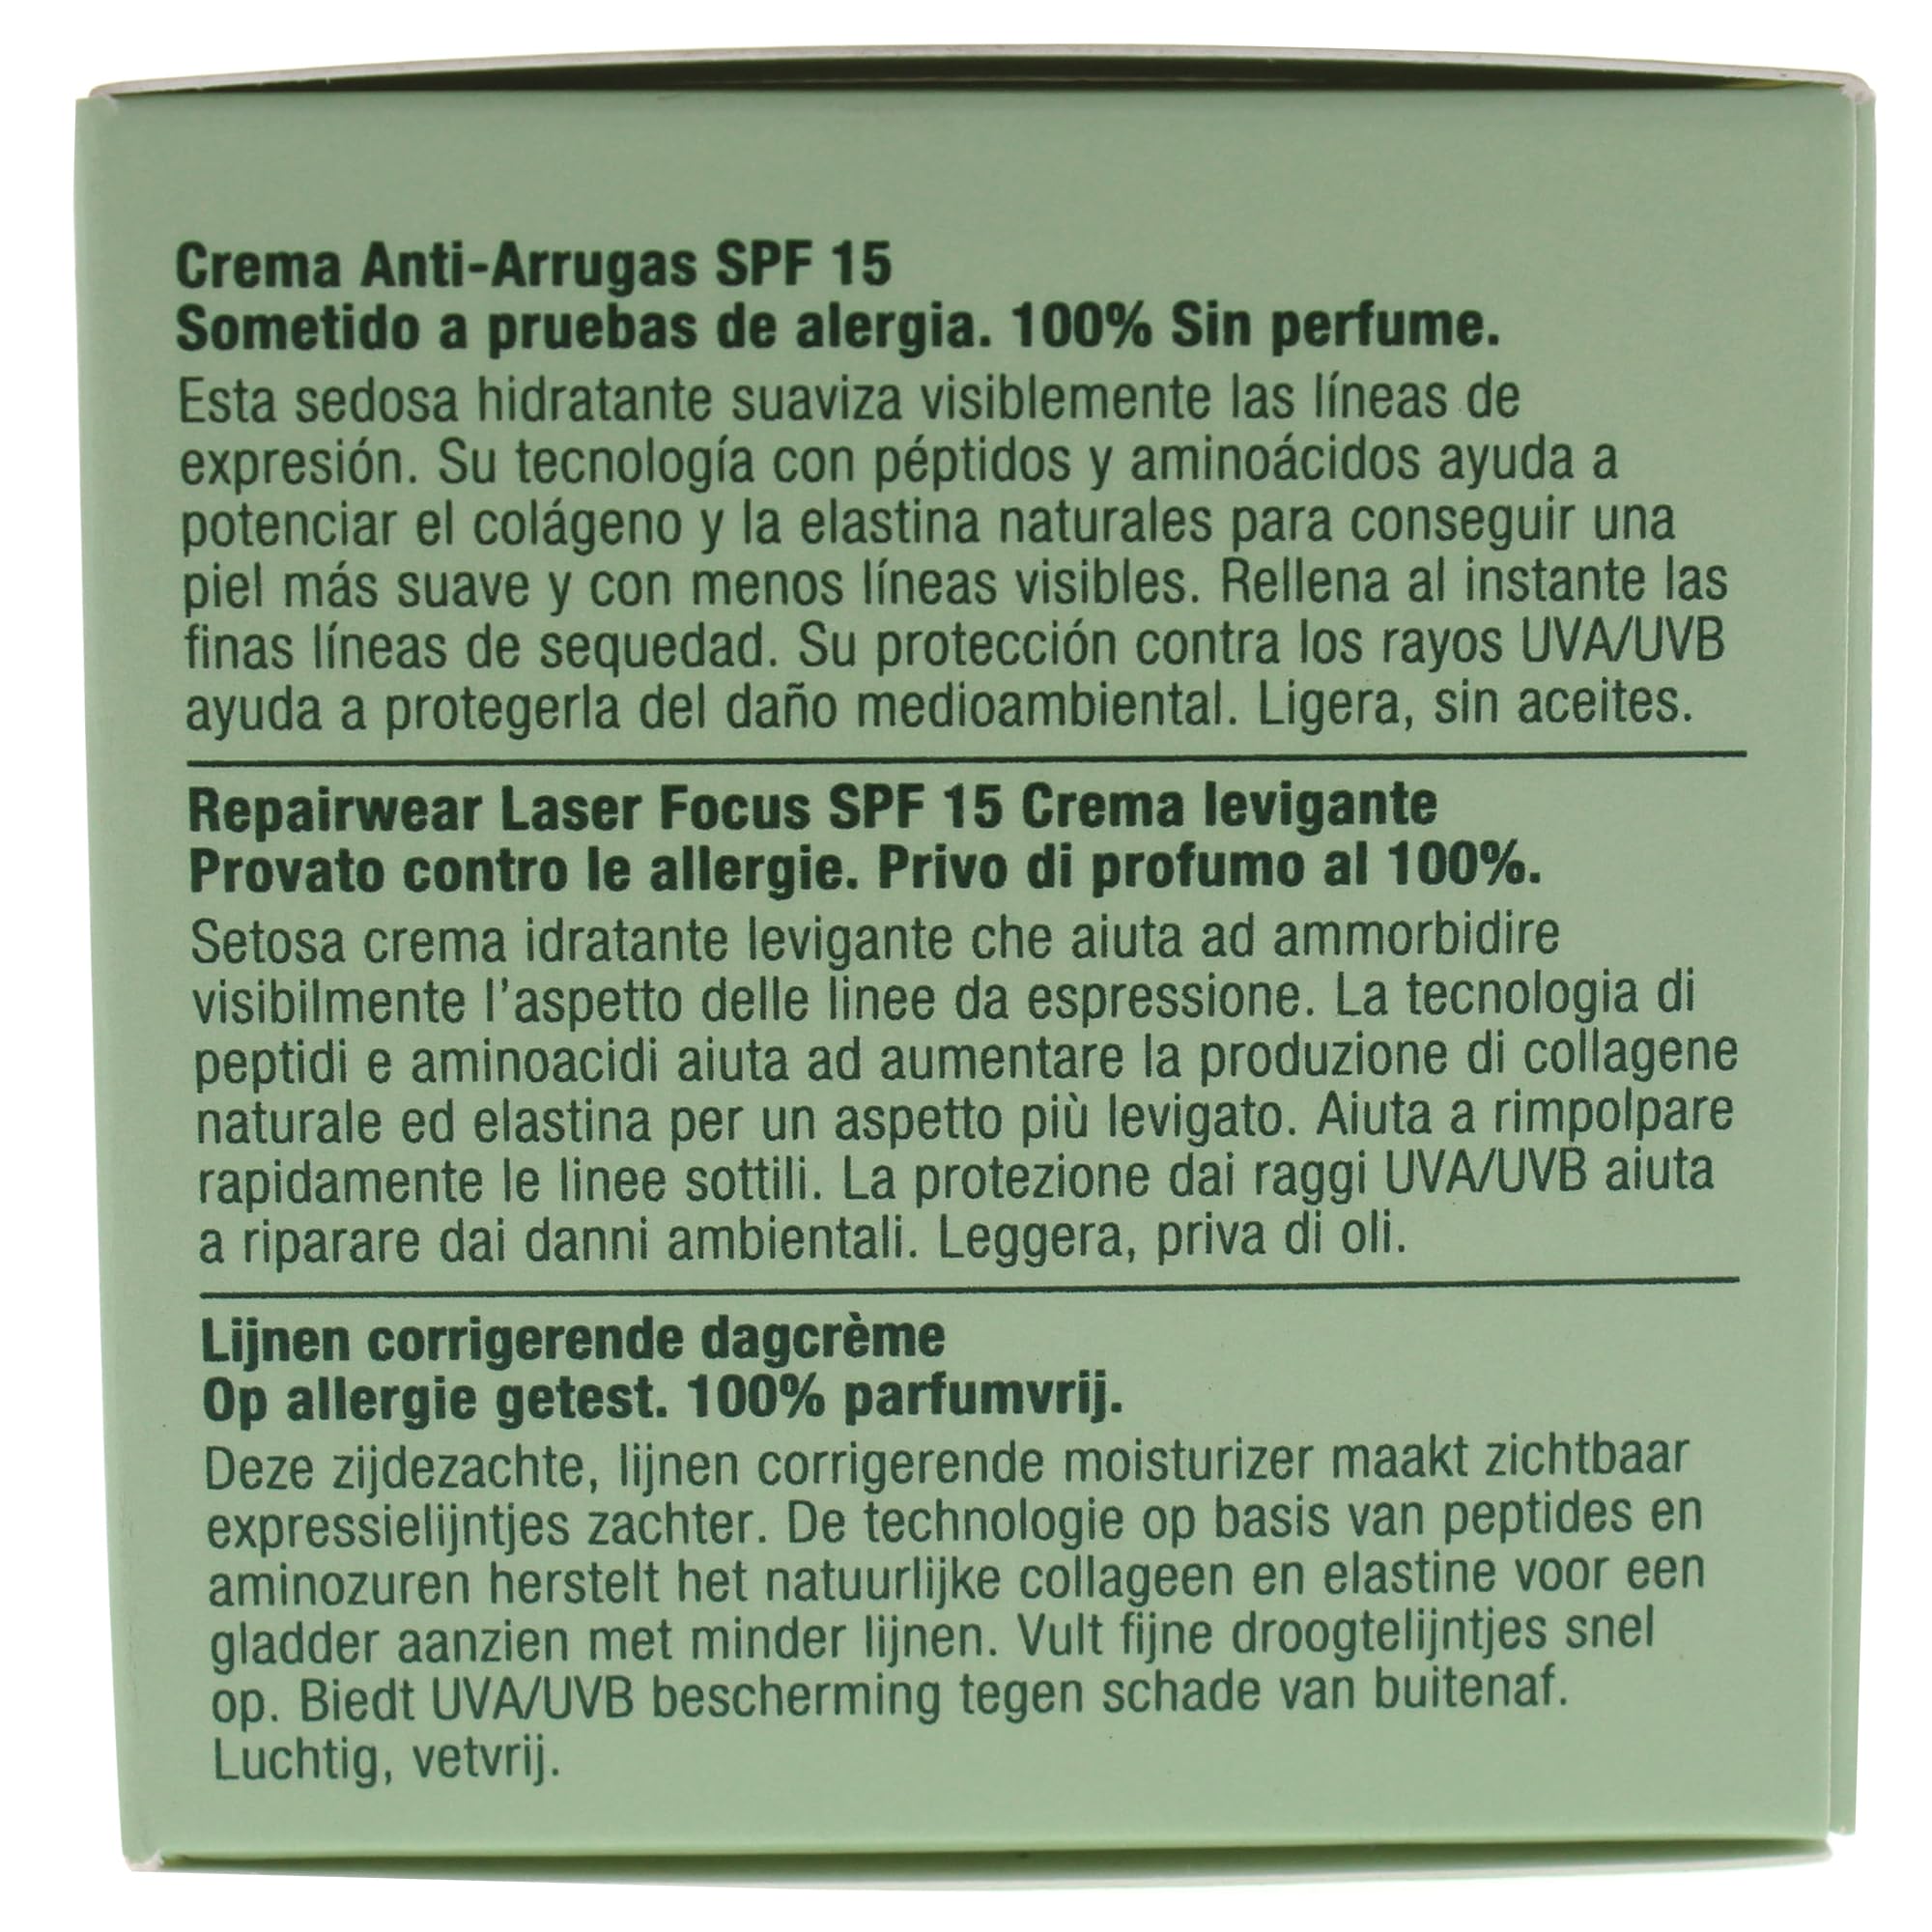 Crema Anti-Arrugas SPF 15
Sometido a pruebas de alergia. 100% Sin perfume.
Esta sedosa hidratante suaviza visiblemente las líneas de
expresión. Su tecnología con péptidos y aminoácidos ayuda a
potenciar el colágeno y la elastina naturales para conseguir una
piel más suave y con menos líneas visibles. Rellena al instante las
finas líneas de sequedad. Su protección contra los rayos UVA/UVB
ayuda a protegerla del daño medioambiental. Ligera, sin aceites.
Repairwear Laser Focus SPF 15 Crema levigante
Provato contro le allergie. Privo di profumo al 100%.
Setosa crema idratante levigante che aiuta ad ammorbidire
visibilmente l'aspetto delle linee da espressione. La tecnologia di
peptidi e aminoacidi aiuta ad aumentare la produzione di collagene
naturale ed elastina per un aspetto più levigato. Aiuta a rimpolpare
rapidamente le linee sottili. La protezione dai raggi UVA/UVB aiuta
a riparare dai danni ambientali. Leggera, priva di oli.
Lijnen corrigerende dagcrème
Op allergie getest. 100% parfumvrij.
Deze zijdezachte, lijnen corrigerende moisturizer maakt zichtbaar
expressielijntjes zachter. De technologie op basis van peptides en
aminozuren herstelt het natuurlijke collageen en elastine voor een
gladder aanzien met minder lijnen. Vult fijne droogtelijntjes snel
op. Biedt UVA/UVB bescherming tegen schade van buitenaf.
Luchtig, vetvrij.